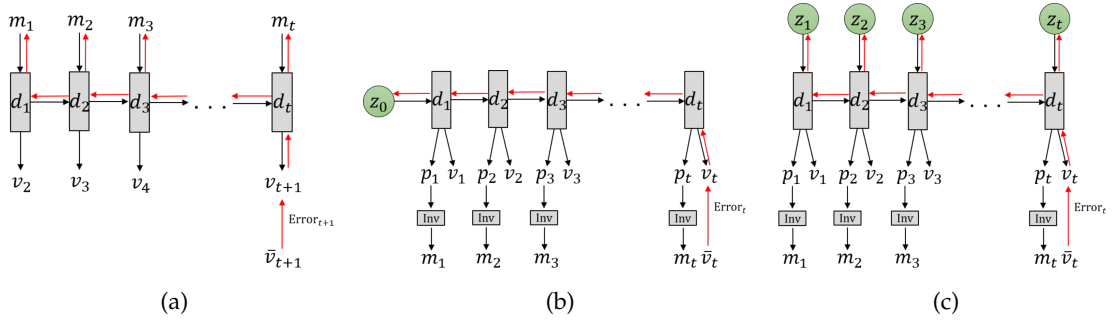 m₁ m₂ m₃ mₜ
d₁ d₂ d₃ . . . dₜ
v₂ v₃ v₄ vₜ₊₁
Errorₜ₊₁
v̄ₜ₊₁
(a)
z₀ d₁ d₂ d₃ . . . dₜ
p₁ v₁ p₂ v₂ p₃ v₃ pₜ vₜ
Errorₜ
Inv Inv Inv Inv
m₁ m₂ m₃ mₜ v̄ₜ
(b)
z₁ z₂ z₃ zₜ
d₁ d₂ d₃ . . . dₜ
p₁ v₁ p₂ v₂ p₃ v₃ pₜ vₜ
Errorₜ
Inv Inv Inv Inv
m₁ m₂ m₃ mₜ v̄ₜ
(c)